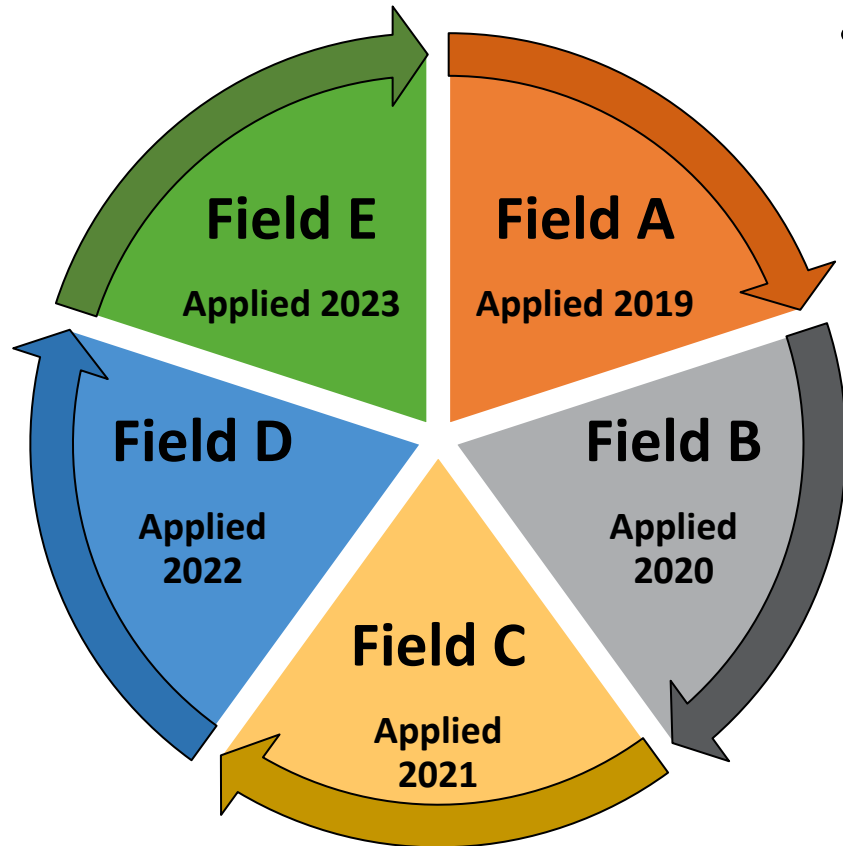 Field E
Applied 2023
Field A
Applied 2019
Field D
Applied
2022
Field B
Applied
2020
Field C
Applied
2021